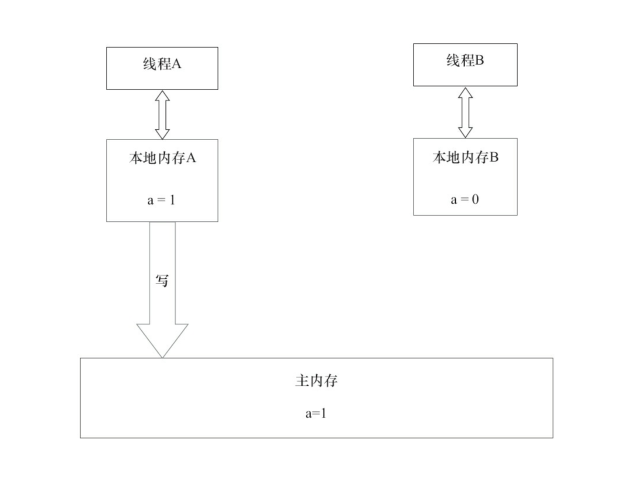 线程A
线程B
本地内存A
a = 1
本地内存B
a = 0
写
主内存
a=1